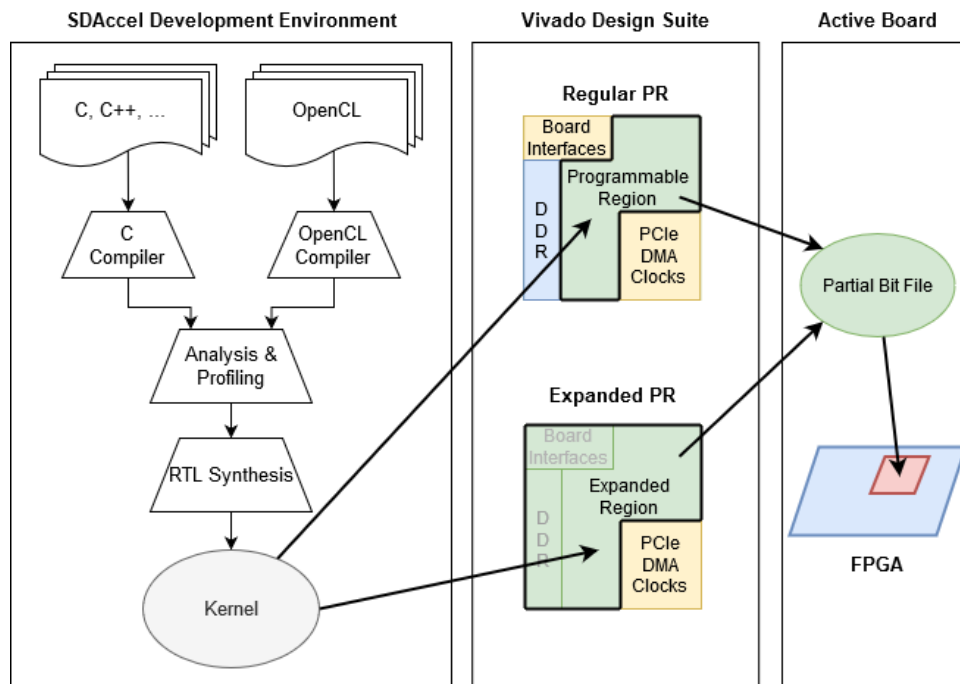 SDAccel Development Environment
Vivado Design Suite
Active Board
C, C++, ...
OpenCL
C
Compiler
OpenCL
Compiler
Analysis &
Profiling
RTL Synthesis
Kernel
Regular PR
Board
Interfaces
Programmable
Region
D
D
R
PCIe
DMA
Clocks
Expanded PR
Board
Interfaces
Expanded
Region
D
D
R
PCIe
DMA
Clocks
Partial Bit File
FPGA